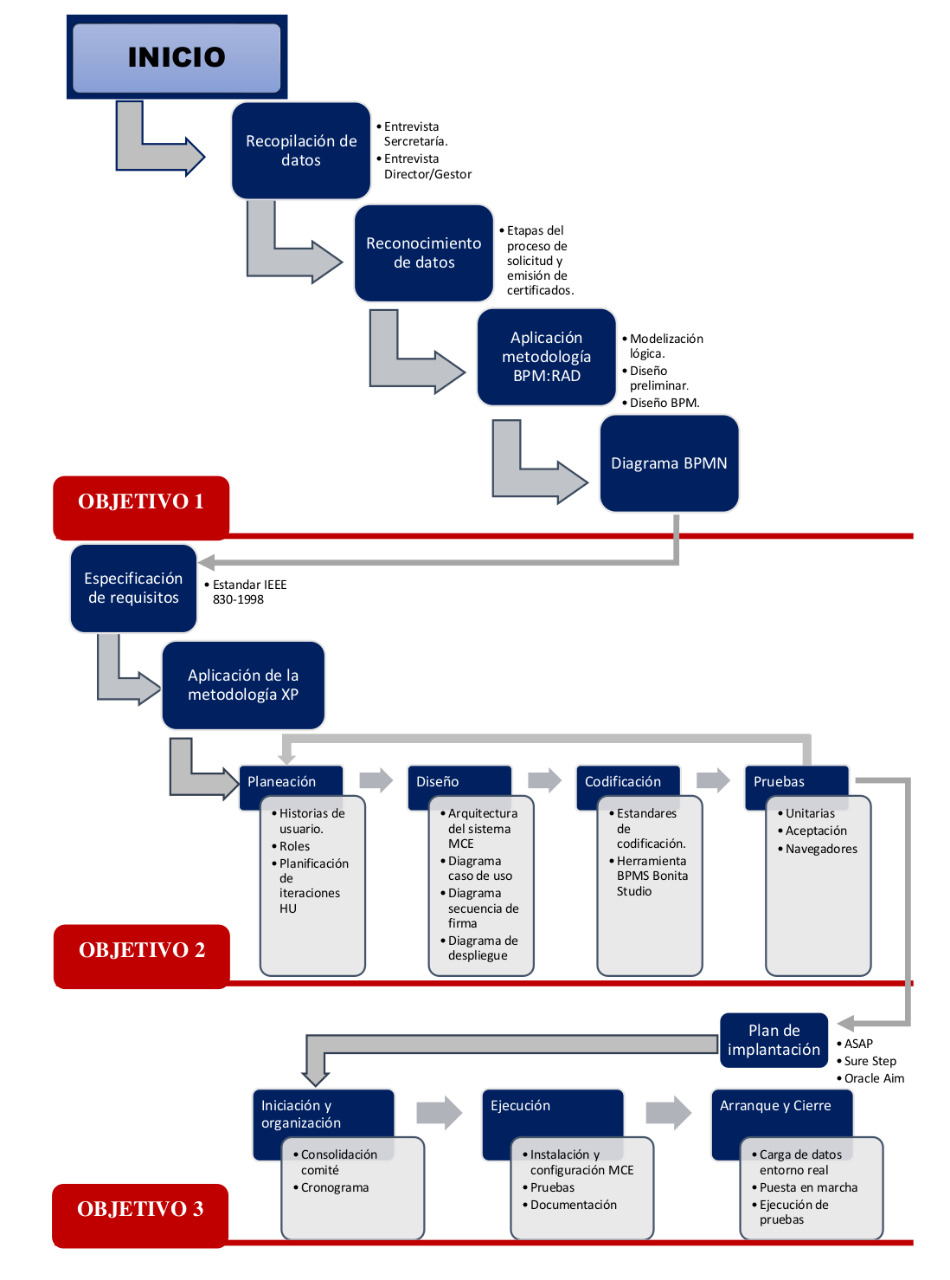 INICIO
Recopilación de
datos
• Entrevista
Sercretaría.
• Entrevista
Director/Gestor
Reconocimiento
de datos
• Etapas del
proceso de
solicitud y
emisión de
certificados.
Aplicación
metodología
BPM:RAD
• Modelización
lógica.
• Diseño
preliminar.
• Diseño BPM.
Diagrama BPMN
OBJETIVO 1
Especificación
de requisitos
• Estandar IEEE
830-1998
Aplicación de la
metodología XP
Planeación
• Historias de
usuario.
• Roles
• Planificación
de
iteraciones
HU
Diseño
• Arquitectura
del sistema
MCE
• Diagrama
caso de uso
• Diagrama
secuencia de
firma
• Diagrama de
despliegue
Codificación
• Estandares
de
codificación.
• Herramienta
BPMS Bonita
Studio
Pruebas
• Unitarias
• Aceptación
• Navegadores
OBJETIVO 2
Plan de
implantación
• ASAP
• Sure Step
• Oracle Aim
Iniciación y
organización
• Consolidación
comité
• Cronograma
Ejecución
• Instalación y
configuración MCE
• Pruebas
• Documentación
Arranque y Cierre
• Carga de datos
entorno real
• Puesta en marcha
• Ejecución de
pruebas
OBJETIVO 3